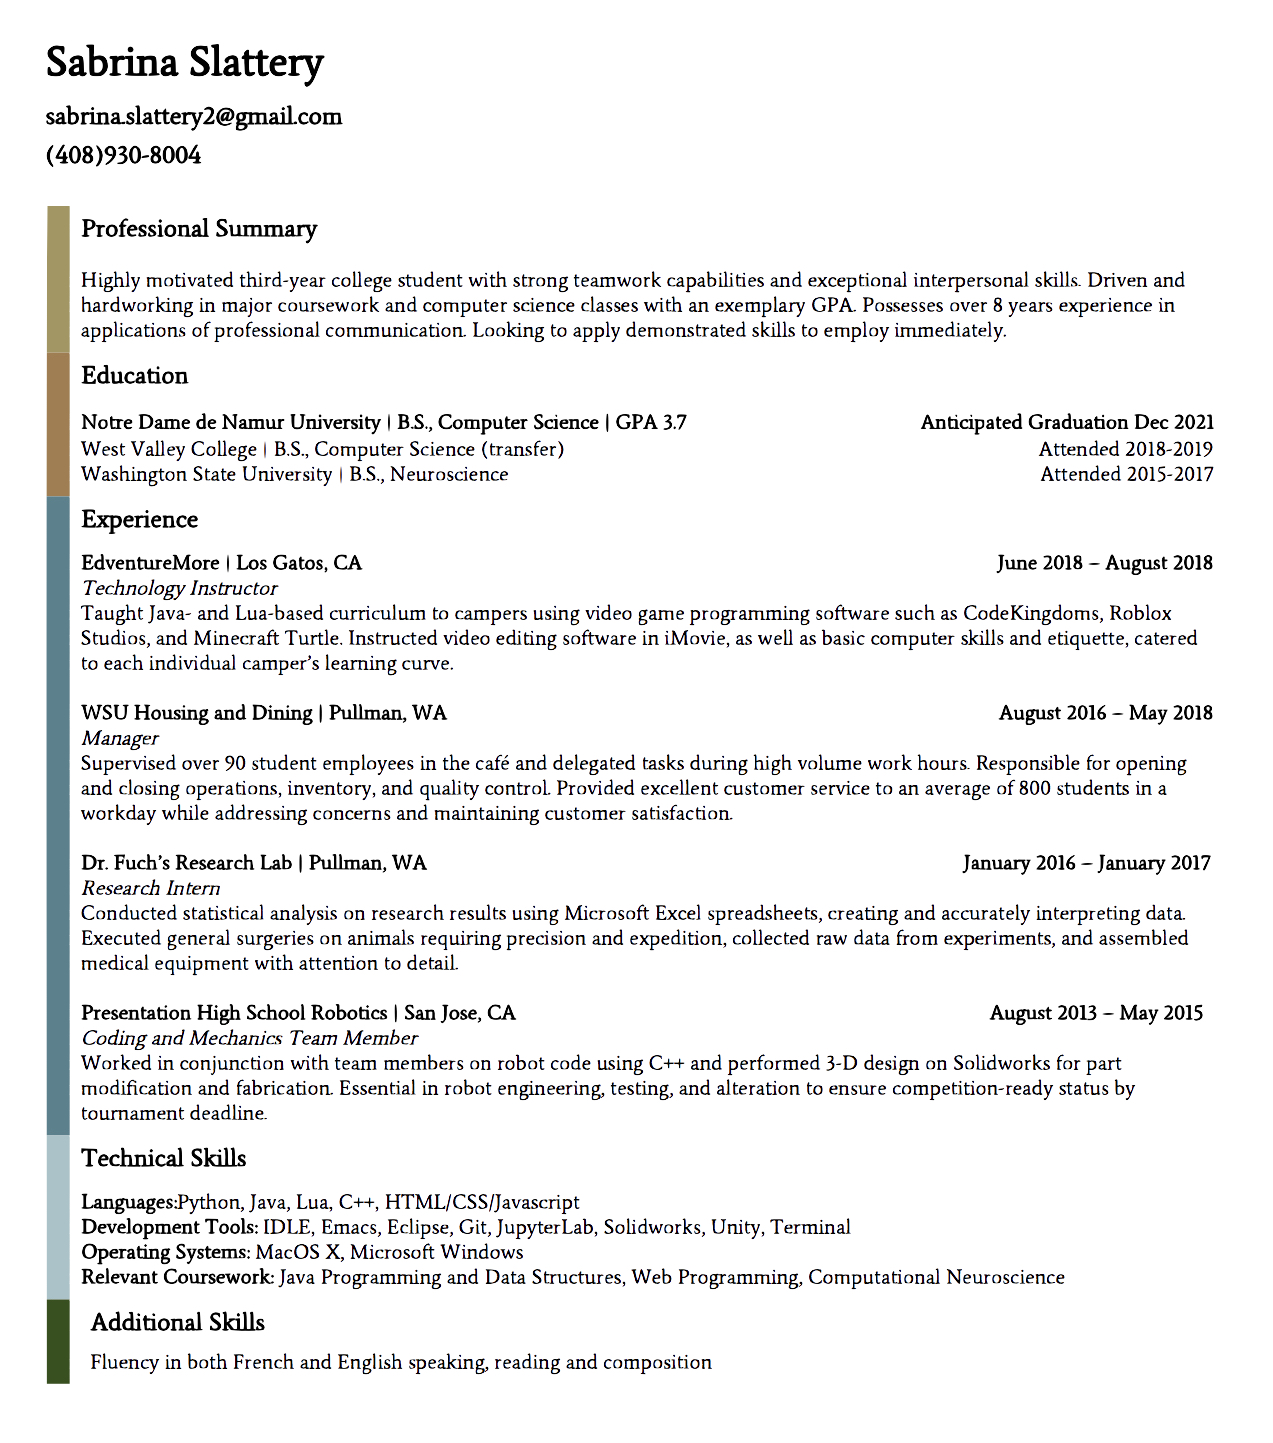 Sabrina Slattery
sabrina.slattery2@gmail.com
(408)930-8004
Professional Summary
Highly motivated third-year college student with strong teamwork capabilities and exceptional interpersonal skills. Driven and
hardworking in major coursework and computer science classes with an exemplary GPA. Possesses over 8 years experience in
applications of professional communication. Looking to apply demonstrated skills to employ immediately.
Education
Notre Dame de Namur University | B.S., Computer Science | GPA 3.7 Anticipated Graduation Dec 2021
West Valley College | B.S., Computer Science (transfer) Attended 2018-2019
Washington State University | B.S., Neuroscience Attended 2015-2017
Experience
EdventureMore | Los Gatos, CA June 2018 – August 2018
Technology Instructor
Taught Java- and Lua-based curriculum to campers using video game programming software such as CodeKingdoms, Roblox
Studios, and Minecraft Turtle. Instructed video editing software in iMovie, as well as basic computer skills and etiquette, catered
to each individual camper's learning curve.
WSU Housing and Dining | Pullman, WA August 2016 – May 2018
Manager
Supervised over 90 student employees in the café and delegated tasks during high volume work hours. Responsible for opening
and closing operations, inventory, and quality control. Provided excellent customer service to an average of 800 students in a
workday while addressing concerns and maintaining customer satisfaction.
Dr. Fuch's Research Lab | Pullman, WA January 2016 – January 2017
Research Intern
Conducted statistical analysis on research results using Microsoft Excel spreadsheets, creating and accurately interpreting data.
Executed general surgeries on animals requiring precision and expedition, collected raw data from experiments, and assembled
medical equipment with attention to detail.
Presentation High School Robotics | San Jose, CA August 2013 – May 2015
Coding and Mechanics Team Member
Worked in conjunction with team members on robot code using C++ and performed 3-D design on Solidworks for part
modification and fabrication. Essential in robot engineering, testing, and alteration to ensure competition-ready status by
tournament deadline.
Technical Skills
Languages:Python, Java, Lua, C++, HTML/CSS/Javascript
Development Tools: IDLE, Emacs, Eclipse, Git, JupyterLab, Solidworks, Unity, Terminal
Operating Systems: MacOS X, Microsoft Windows
Relevant Coursework: Java Programming and Data Structures, Web Programming, Computational Neuroscience
Additional Skills
Fluency in both French and English speaking, reading and composition